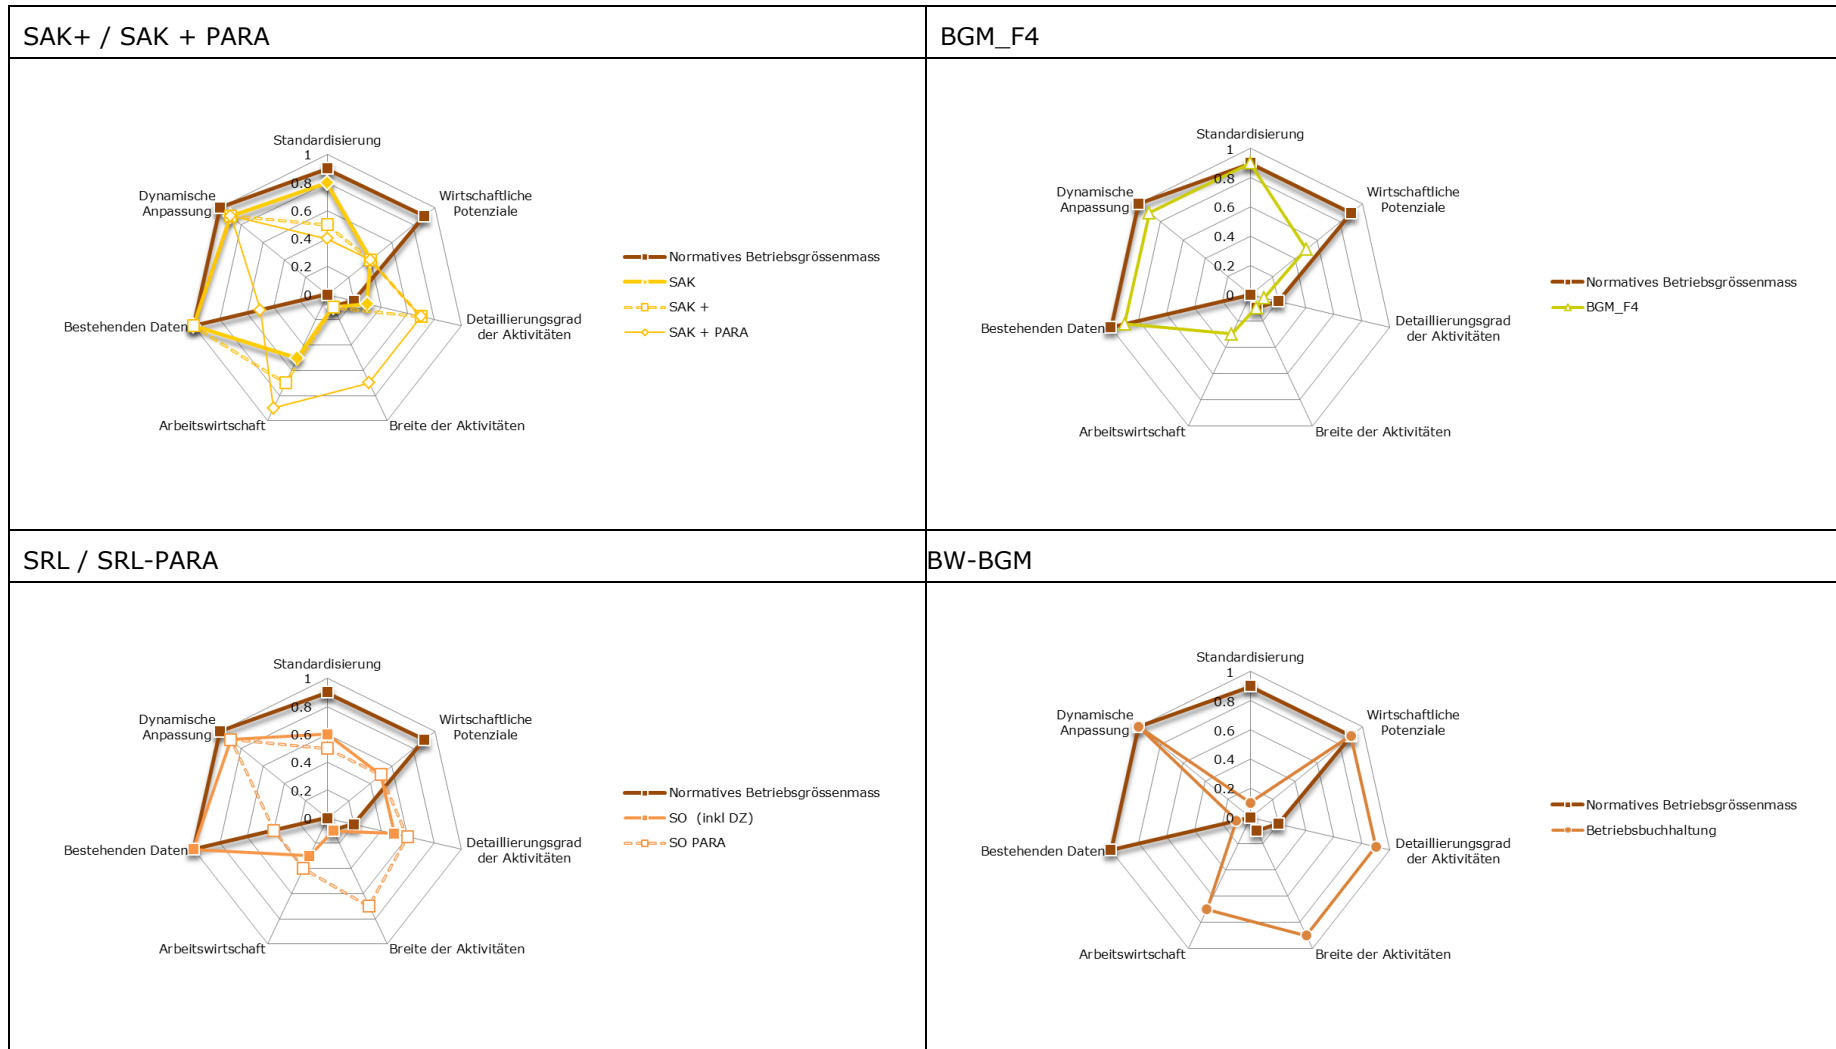 SAK+ / SAK + PARA
Standardisierung
1
0.8
0.6
0.4
0.2
0
Wirtschaftliche
Potenziale
Detaillierungsgrad
der Aktivitäten
Breite der Aktivitäten
Arbeitswirtschaft
Bestehenden Daten
Dynamische
Anpassung
Normatives Betriebsgrössenmass
SAK
SAK +
SAK + PARA
BGM_F4
Standardisierung
1
0.8
0.6
0.4
0.2
0
Wirtschaftliche
Potenziale
Detaillierungsgrad
der Aktivitäten
Breite der Aktivitäten
Arbeitswirtschaft
Bestehenden Daten
Dynamische
Anpassung
Normatives Betriebsgrössenmass
BGM_F4
SRL / SRL-PARA
Standardisierung
1
0.8
0.6
0.4
0.2
0
Wirtschaftliche
Potenziale
Detaillierungsgrad
der Aktivitäten
Breite der Aktivitäten
Arbeitswirtschaft
Bestehenden Daten
Dynamische
Anpassung
Normatives Betriebsgrössenmass
SO (inkl DZ)
SO PARA
BW-BGM
Standardisierung
1
0.8
0.6
0.4
0.2
0
Wirtschaftliche
Potenziale
Detaillierungsgrad
der Aktivitäten
Breite der Aktivitäten
Arbeitswirtschaft
Bestehenden Daten
Dynamische
Anpassung
Normatives Betriebsgrössenmass
Betriebsbuchhaltung